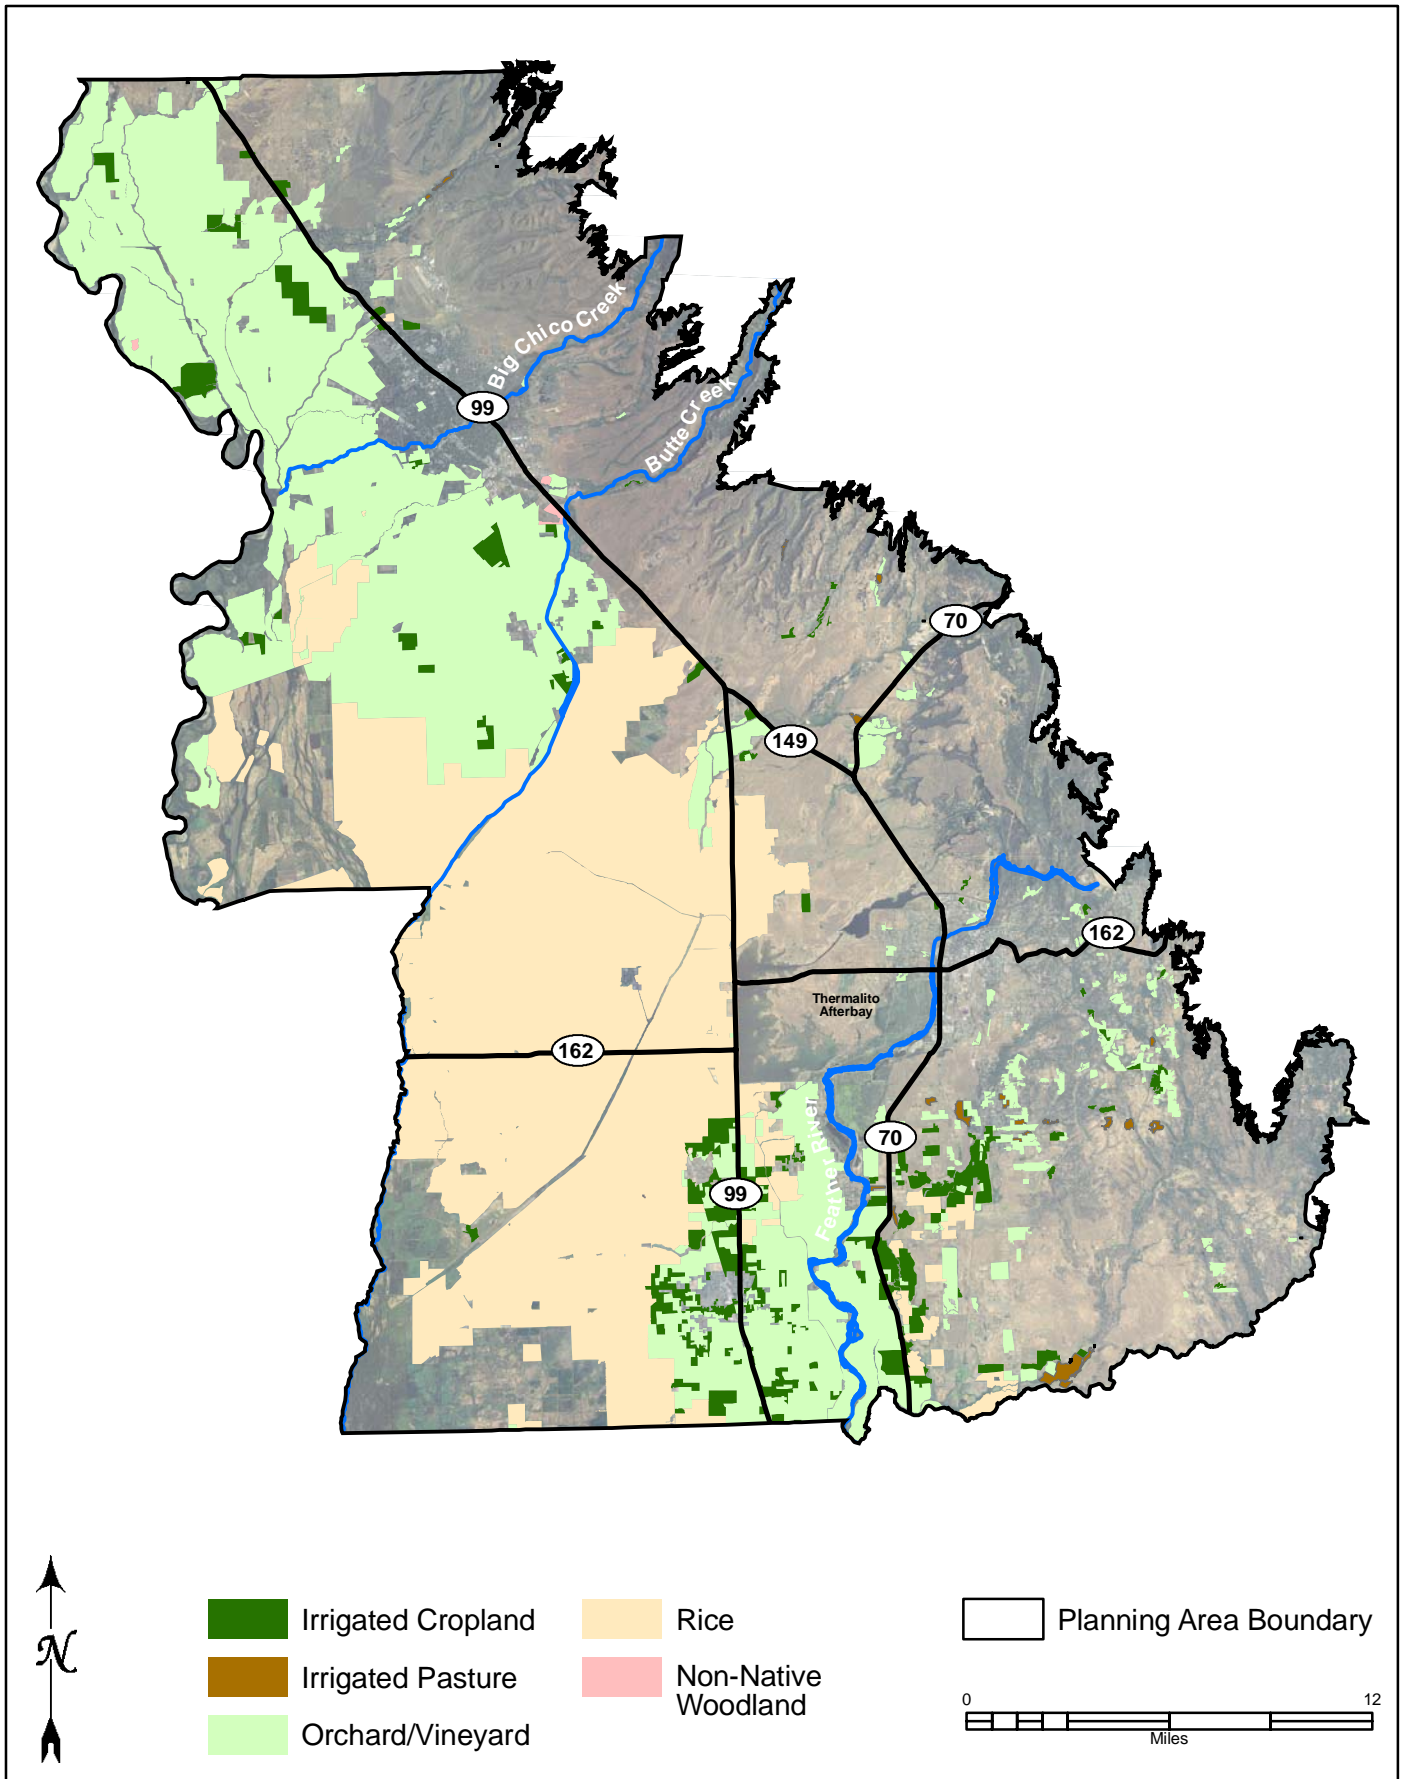 Big Chico Creek
99
Butte Creek
70
149
162
Thermalito
Afterbay
162
Feather River
70
99
N
Irrigated Cropland
Irrigated Pasture
Orchard/Vineyard
Rice
Non-Native
Woodland
Planning Area Boundary
0 12
Miles